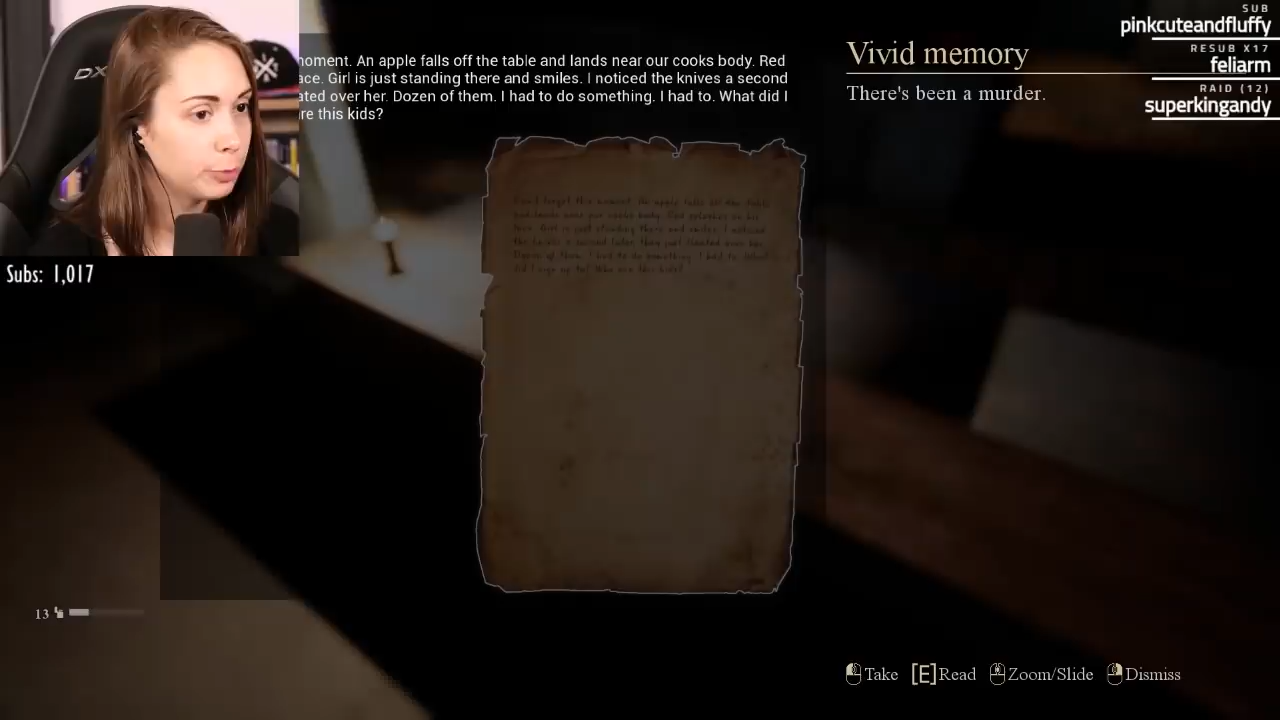 oment. An apple falls off the table and lands near our cooks body. Red
ace. Girl is just standing there and smiles. I noticed the knives a second
ated over her. Dozen of them. I had to do something. I had to. What did I
re this kids?
Vivid memory
There's been a murder.
SUB
pinkcuteandfluffy
RESUB X17
feliarm
RAID (12)
superkingandy
DX
Subs: 1,017
13
Take [E]Read Zoom/Slide Dismiss